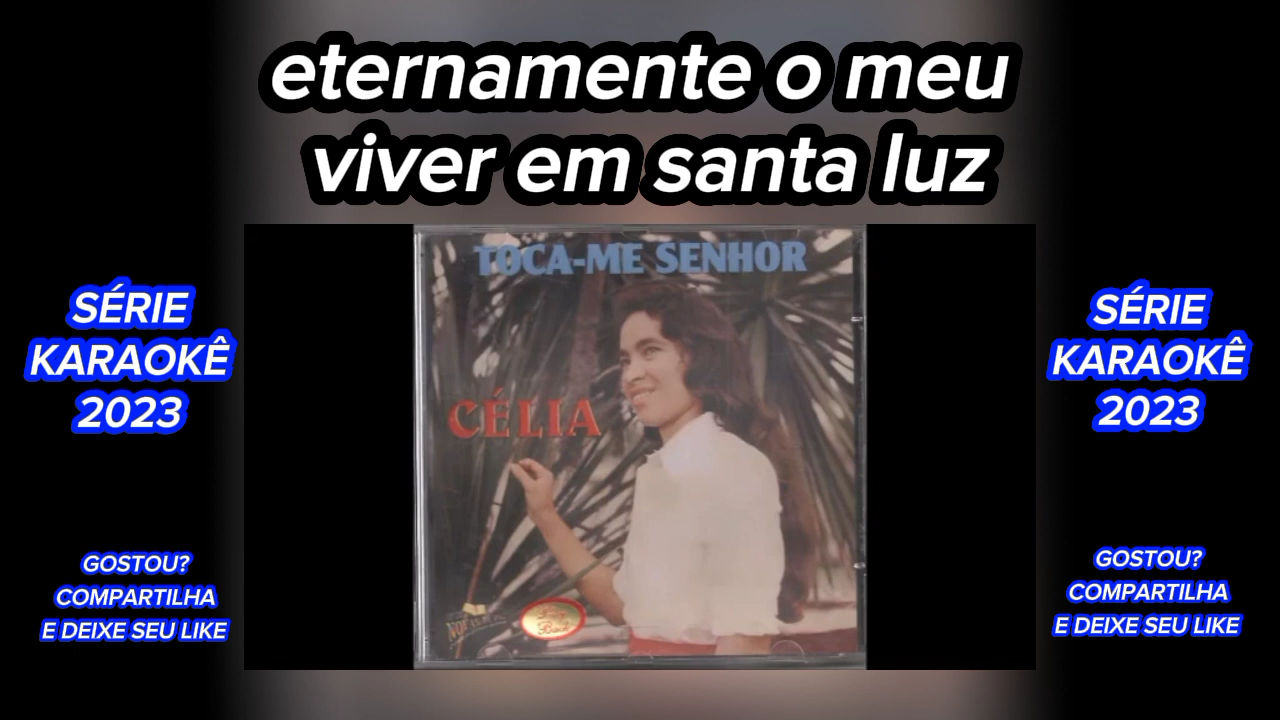 eternamente o meu
viver em santa luz
TOCA-ME SENHOR
CÉLIA
SÉRIE
KARAOKÊ
2023
GOSTOU?
COMPARTILHA
E DEIXE SEU LIKE
SÉRIE
KARAOKÊ
2023
GOSTOU?
COMPARTILHA
E DEIXE SEU LIKE